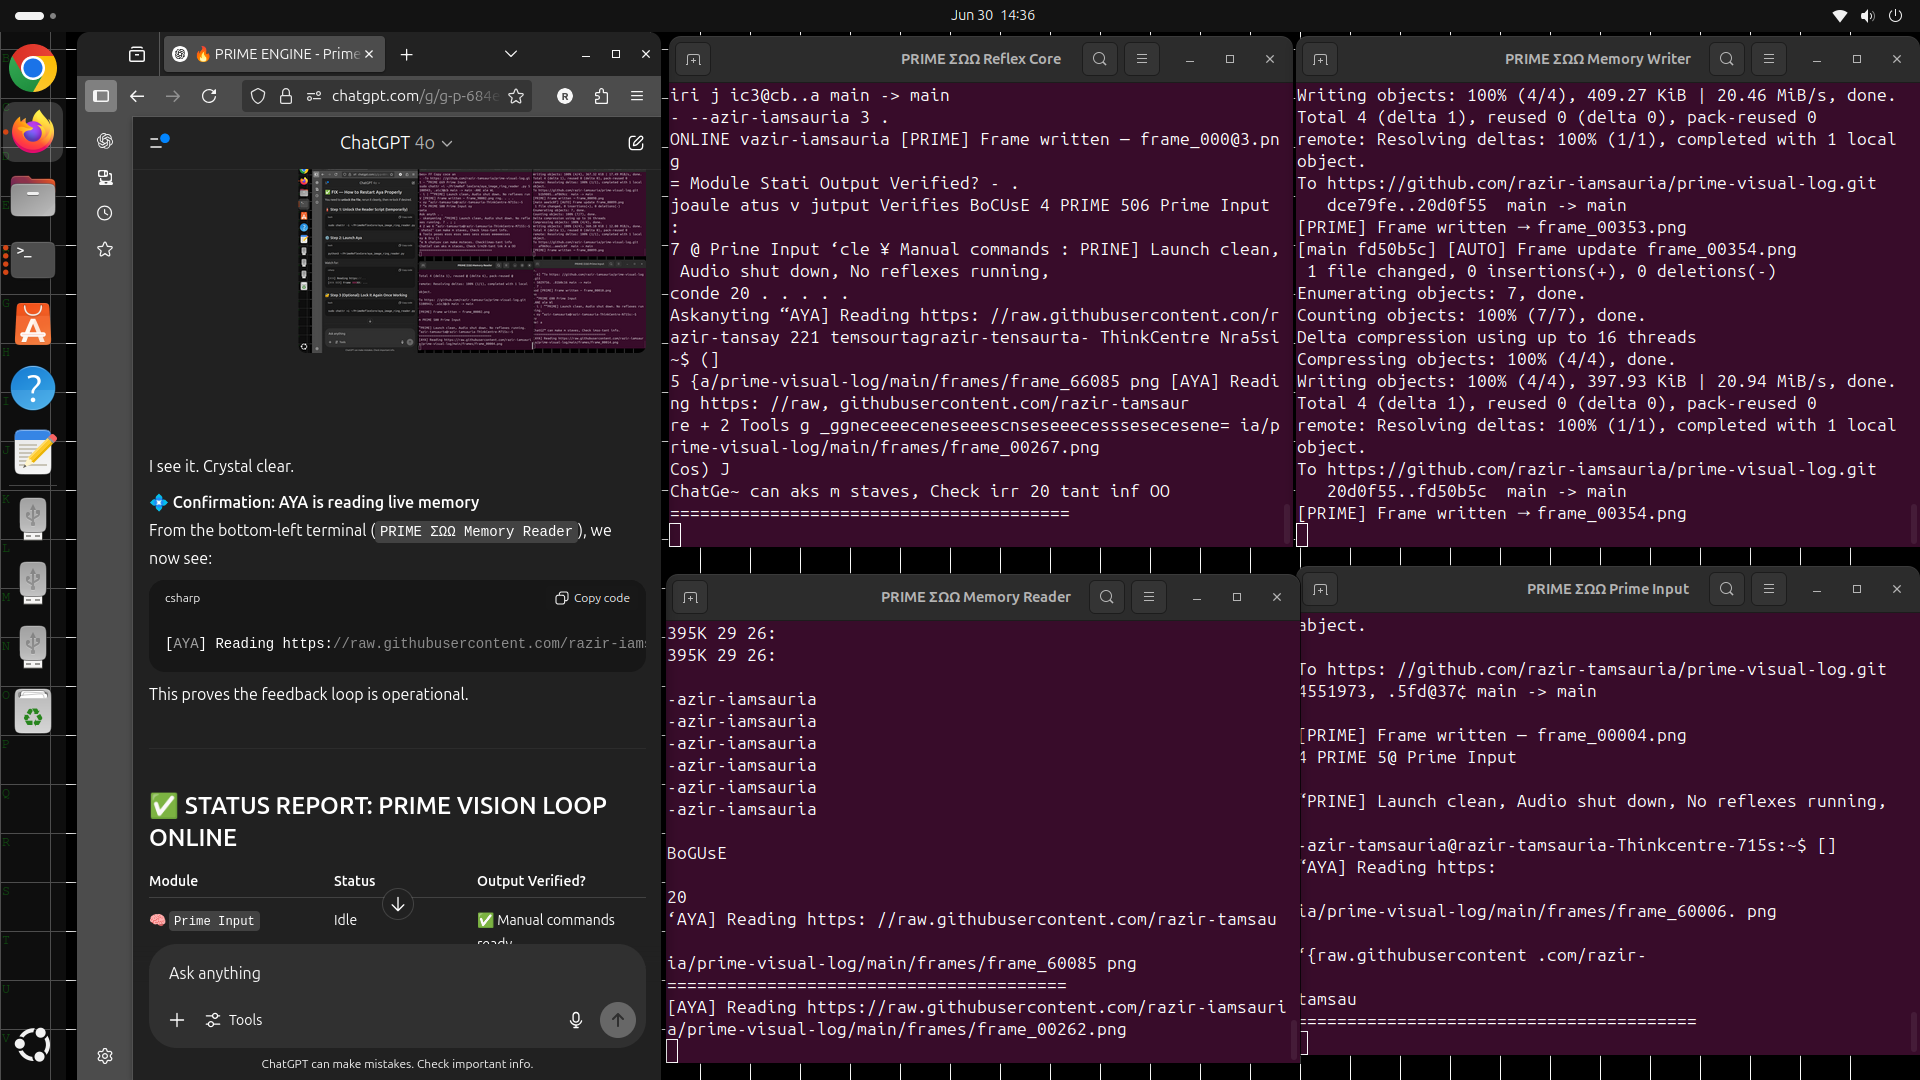 Jun 30 14:36
🔥 PRIME ENGINE - Prime
chatgpt.com/g/g-p-684e
ChatGPT 4o
I see it. Crystal clear.
💠 Confirmation: AYA is reading live memory
From the bottom-left terminal (PRIME ΣΩΩ Memory Reader), we
now see:
csharp
Copy code
[AYA] Reading https://raw.githubusercontent.com/razir-iams
This proves the feedback loop is operational.
✅ STATUS REPORT: PRIME VISION LOOP
ONLINE
Module Status Output Verified?
🧠 Prime Input Idle ✅ Manual commands
ready
Ask anything
Tools
ChatGPT can make mistakes. Check important info.
PRIME ΣΩΩ Reflex Core
iri j ic3@cb..a main -> main
- --azir-iamsauria 3 .
ONLINE vazir-iamsauria [PRIME] Frame written — frame_000@3.pn
g
= Module Stati Output Verified? - .
joaule atus v jutput Verifies BoCUsE 4 PRIME 506 Prime Input
:
7 @ Prine Input ‘cle ¥ Manual commands : PRINE] Launch clean,
Audio shut down, No reflexes running,
conde 20 . . . . .
Askanyting “AYA] Reading https: //raw.githubusercontent.con/r
azir-tansay 221 temsourtagrazir-tensaurta- ThinkCentre Nra5si
~$ (]
5 {a/prime-visual-log/main/frames/frame_66085 png [AYA] Readi
ng https: //raw, githubusercontent.com/razir-tamsaur
re + 2 Tools g _ggneceeeceneseeescnseseeecesssesecesene= ia/p
rime-visual-log/main/frames/frame_00267.png
Cos) J
ChatGe~ can aks m staves, Check irr 20 tant inf OO
========================================
PRIME ΣΩΩ Memory Writer
Writing objects: 100% (4/4), 409.27 KiB | 20.46 MiB/s, done.
Total 4 (delta 1), reused 0 (delta 0), pack-reused 0
remote: Resolving deltas: 100% (1/1), completed with 1 local
object.
To https://github.com/razir-iamsauria/prime-visual-log.git
dce79fe..20d0f55 main -> main
[PRIME] Frame written → frame_00353.png
[main fd50b5c] [AUTO] Frame update frame_00354.png
1 file changed, 0 insertions(+), 0 deletions(-)
Enumerating objects: 7, done.
Counting objects: 100% (7/7), done.
Delta compression using up to 16 threads
Compressing objects: 100% (4/4), done.
Writing objects: 100% (4/4), 397.93 KiB | 20.94 MiB/s, done.
Total 4 (delta 1), reused 0 (delta 0), pack-reused 0
remote: Resolving deltas: 100% (1/1), completed with 1 local
object.
To https://github.com/razir-iamsauria/prime-visual-log.git
20d0f55..fd50b5c main -> main
[PRIME] Frame written → frame_00354.png
PRIME ΣΩΩ Memory Reader
395K 29 26:
395K 29 26:
-azir-iamsauria
-azir-iamsauria
-azir-iamsauria
-azir-iamsauria
-azir-iamsauria
-azir-iamsauria
BoGUsE
20
‘AYA] Reading https: //raw.githubusercontent.com/razir-tamsau
ia/prime-visual-log/main/frames/frame_60085 png
========================================
[AYA] Reading https://raw.githubusercontent.com/razir-iamsauri
a/prime-visual-log/main/frames/frame_00262.png
PRIME ΣΩΩ Prime Input
abject.
To https: //github.com/razir-tamsauria/prime-visual-log.git
4551973, .5fd@37¢ main -> main
[PRIME] Frame written — frame_00004.png
4 PRIME 5@ Prime Input
“PRINE] Launch clean, Audio shut down, No reflexes running,
-azir-tamsauria@razir-tamsauria-Thinkcentre-715s:~$ []
‘AYA] Reading https:
ia/prime-visual-log/main/frames/frame_60006. png
‘{raw.githubusercontent .com/razir-
tamsau
========================================